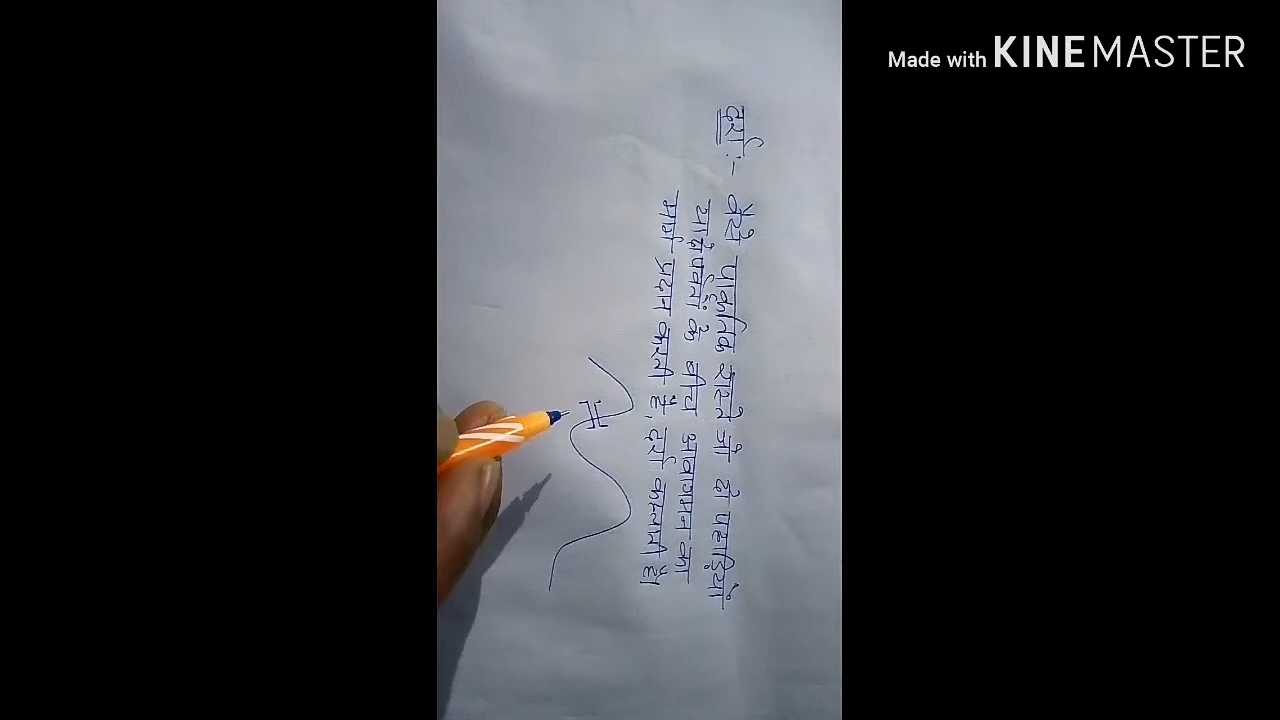 Made with KINEMASTER
दर्रा :- वैसे प्राकृतिक रास्ते जो दो पहाड़ियों
या दो पर्वतों के बीच आवागमन का
मार्ग प्रदान करती है, दर्रा कहलाती है।